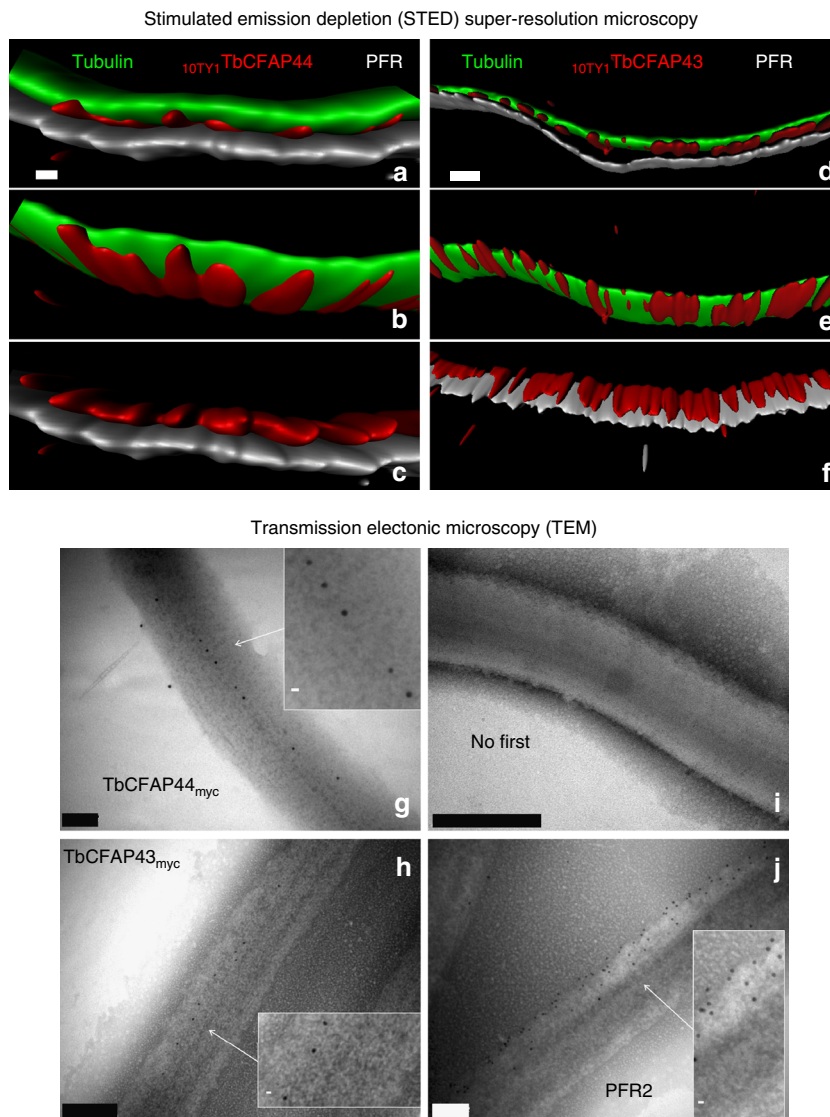 Stimulated emission depletion (STED) super-resolution microscopy
Tubulin 10TY1TbCFAP44 PFR
a
Tubulin 10TY1TbCFAP43 PFR
d
b
e
c
f
Transmission electonic microscopy (TEM)
TbCFAP44myc
g
No first
i
TbCFAP43myc
h
j
PFR2